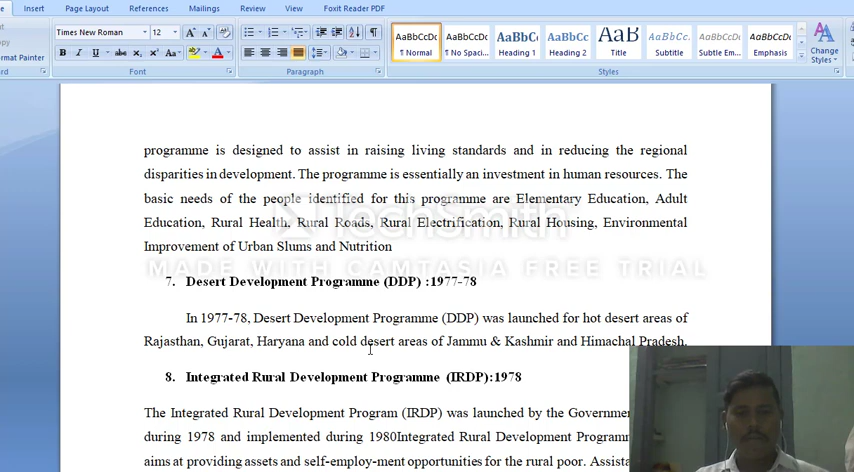 Insert Page Layout References Mailings Review View Foxit Reader PDF
Times New Roman 12
Format Painter
Font Paragraph Styles
AaBbCcDc AaBbCcDc AaBbC AaBbCc AaB AaBbCc. AaBbCcDc AaBbCcDc
¶ Normal ¶ No Spaci... Heading 1 Heading 2 Title Subtitle Subtle Em... Emphasis
Change
Styles
programme is designed to assist in raising living standards and in reducing the regional
disparities in development. The programme is essentially an investment in human resources. The
basic needs of the people identified for this programme are Elementary Education, Adult
Education, Rural Health, Rural Roads, Rural Electrification, Rural Housing, Environmental
Improvement of Urban Slums and Nutrition
TechSmith
MADE WITH CAMTASIA FREE TRIAL
7. Desert Development Programme (DDP) :1977-78
In 1977-78, Desert Development Programme (DDP) was launched for hot desert areas of
Rajasthan, Gujarat, Haryana and cold desert areas of Jammu & Kashmir and Himachal Pradesh.
8. Integrated Rural Development Programme (IRDP):1978
The Integrated Rural Development Program (IRDP) was launched by the
during 1978 and implemented during 1980Integrated Rural Development
aims at providing assets and self-employ-ment opportunities for the rural poor.